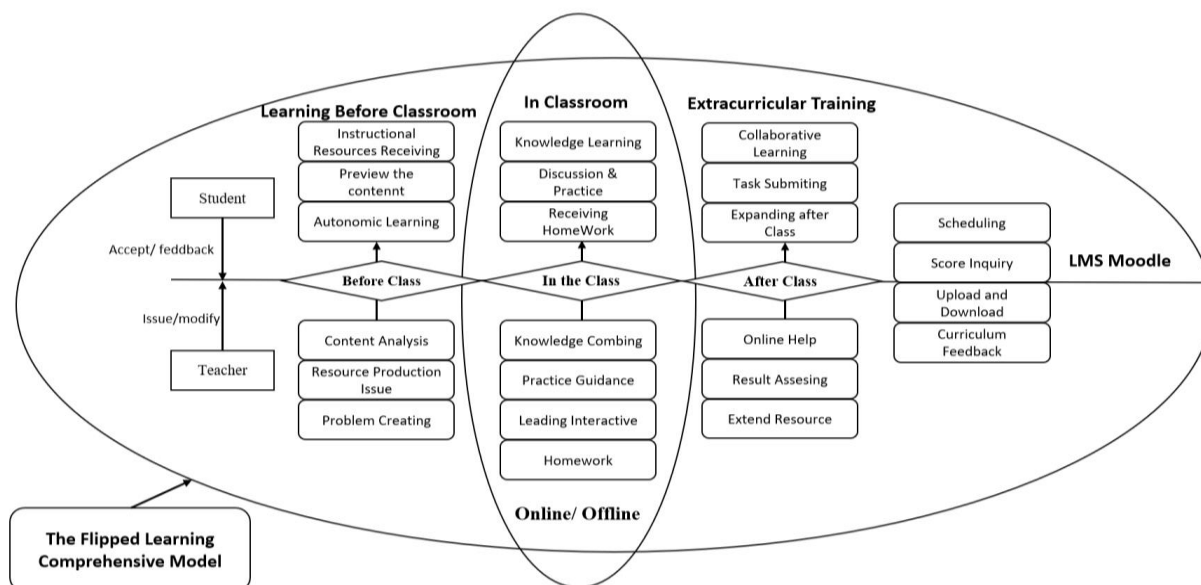 Learning Before Classroom
In Classroom
Extracurricular Training
Instructional
Resources Receiving
Preview the
contennt
Autonomic Learning
Knowledge Learning
Discussion &
Practice
Receiving
HomeWork
Collaborative
Learning
Task Submiting
Expanding after
Class
Student
Accept/ feddback
Issue/modify
Teacher
Before Class
In the Class
After Class
Scheduling
Score Inquiry
Upload and
Download
Curriculum
Feedback
LMS Moodle
Content Analysis
Resource Production
Issue
Problem Creating
Knowledge Combing
Practice Guidance
Leading Interactive
Homework
Online Help
Result Assesing
Extend Resource
Online/ Offline
The Flipped Learning
Comprehensive Model